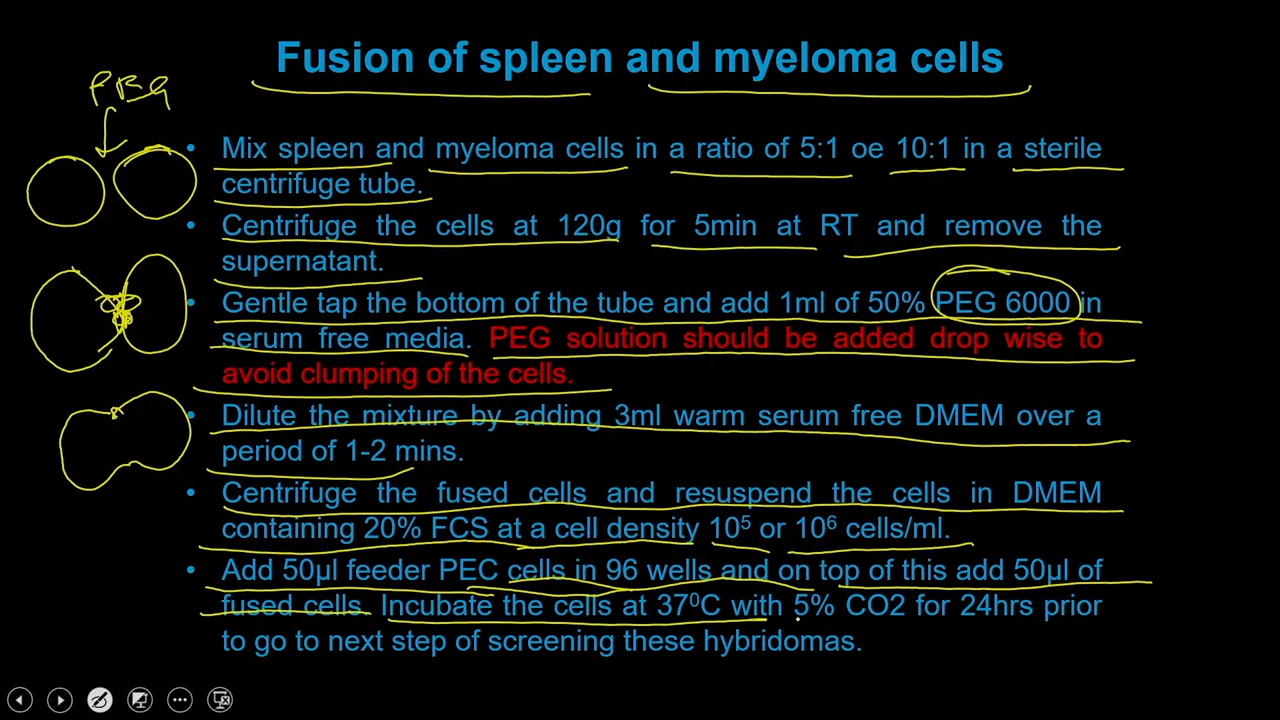 Fusion of spleen and myeloma cells
PEG
• Mix spleen and myeloma cells in a ratio of 5:1 oe 10:1 in a sterile
centrifuge tube.
• Centrifuge the cells at 120g for 5min at RT and remove the
supernatant.
• Gentle tap the bottom of the tube and add 1ml of 50% PEG 6000 in
serum free media. PEG solution should be added drop wise to
avoid clumping of the cells.
• Dilute the mixture by adding 3ml warm serum free DMEM over a
period of 1-2 mins.
• Centrifuge the fused cells and resuspend the cells in DMEM
containing 20% FCS at a cell density 10⁵ or 10⁶ cells/ml.
• Add 50µl feeder PEC cells in 96 wells and on top of this add 50µl of
fused cells. Incubate the cells at 37⁰C with 5% CO2 for 24hrs prior
to go to next step of screening these hybridomas.